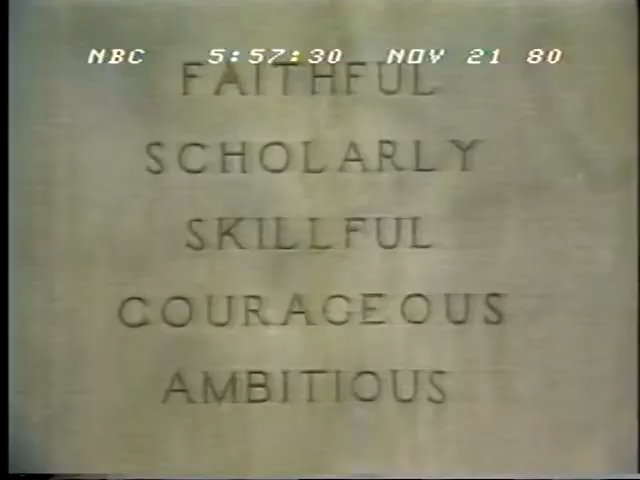 NBC 5:57:30 NOV 21 80
FAITHFUL
SCHOLARLY
SKILLFUL
COURAGEOUS
AMBITIOUS